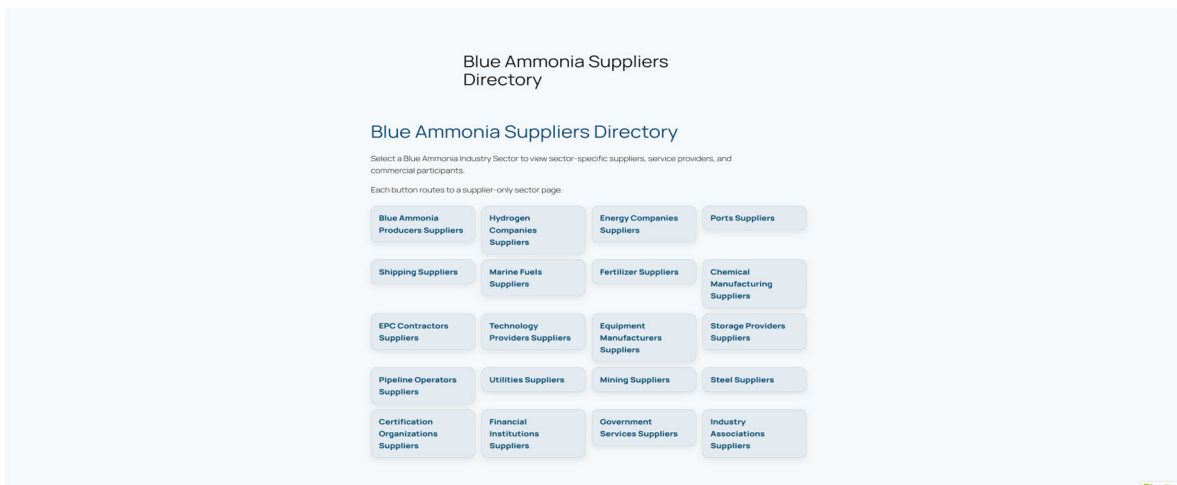 Blue Ammonia Suppliers
Directory
Blue Ammonia Suppliers Directory
Select a Blue Ammonia Industry Sector to view sector-specific suppliers, service providers, and
commercial participants.
Each button routes to a supplier-only sector page.
Blue Ammonia
Producers Suppliers
Hydrogen
Companies
Suppliers
Energy Companies
Suppliers
Ports Suppliers
Shipping Suppliers
Marine Fuels
Suppliers
Fertilizer Suppliers
Chemical
Manufacturing
Suppliers
EPC Contractors
Suppliers
Technology
Providers Suppliers
Equipment
Manufacturers
Suppliers
Storage Providers
Suppliers
Pipeline Operators
Suppliers
Utilities Suppliers
Mining Suppliers
Steel Suppliers
Certification
Organizations
Suppliers
Financial
Institutions
Suppliers
Government
Services Suppliers
Industry
Associations
Suppliers